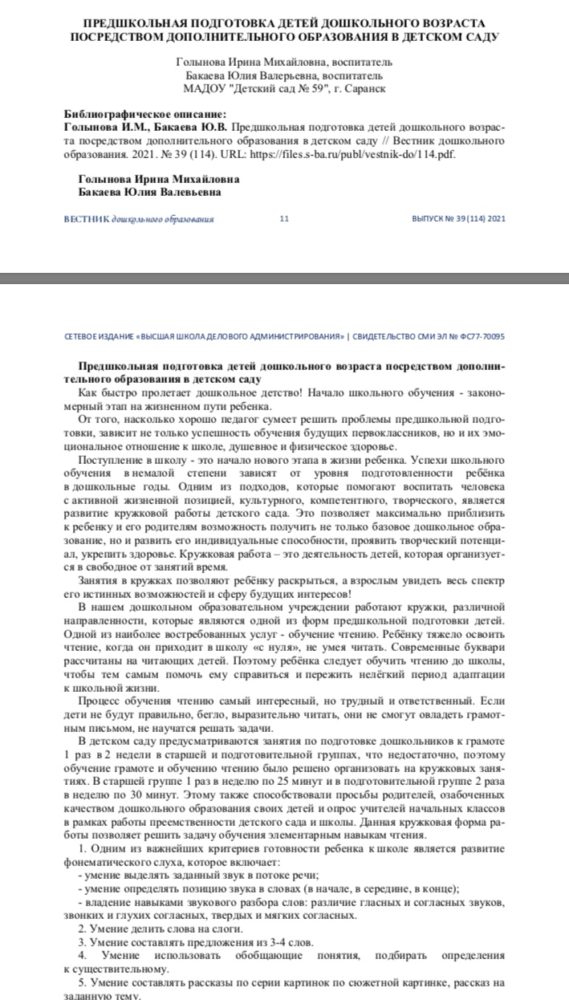 ПРЕДШКОЛЬНАЯ ПОДГОТОВКА ДЕТЕЙ ДОШКОЛЬНОГО ВОЗРАСТА
ПОСРЕДСТВОМ ДОПОЛНИТЕЛЬНОГО ОБРАЗОВАНИЯ В ДЕТСКОМ САДУ
Голынова Ирина Михайловна, воспитатель
Бакаева Юлия Валерьевна, воспитатель
МАДОУ "Детский сад № 59", г. Саранск
Библиографическое описание:
Голынова И.М., Бакаева Ю.В. Предшкольная подготовка детей дошкольного возрас-
та посредством дополнительного образования в детском саду // Вестник дошкольного
образования. 2021. № 39 (114). URL: https://files.s-ba.ru/publ/vestnik-do/114.pdf.
Голынова Ирина Михайловна
Бакаева Юлия Валевьевна
ВЕСТНИК дошкольного образования 11 ВЫПУСК № 39 (114) 2021
СЕТЕВОЕ ИЗДАНИЕ «ВЫСШАЯ ШКОЛА ДЕЛОВОГО АДМИНИСТРИРОВАНИЯ» | СВИДЕТЕЛЬСТВО СМИ ЭЛ № ФС77-70095
Предшкольная подготовка детей дошкольного возраста посредством дополни-
тельного образования в детском саду
Как быстро пролетает дошкольное детство! Начало школьного обучения - законо-
мерный этап на жизненном пути ребенка.
От того, насколько хорошо педагог сумеет решить проблемы предшкольной подго-
товки, зависит не только успешность обучения будущих первоклассников, но и их эмо-
циональное отношение к школе, душевное и физическое здоровье.
Поступление в школу - это начало нового этапа в жизни ребенка. Успехи школьного
обучения в немалой степени зависят от уровня подготовленности ребёнка
в дошкольные годы. Одним из подходов, которые помогают воспитать человека
с активной жизненной позицией, культурного, компетентного, творческого, является
развитие кружковой работы детского сада. Это позволяет максимально приблизить
к ребенку и его родителям возможность получить не только базовое дошкольное обра-
зование, но и развить его индивидуальные способности, проявить творческий потенци-
ал, укрепить здоровье. Кружковая работа – это деятельность детей, которая организует-
ся в свободное от занятий время.
Занятия в кружках позволяют ребёнку раскрыться, а взрослым увидеть весь спектр
его истинных возможностей и сферу будущих интересов!
В нашем дошкольном образовательном учреждении работают кружки, различной
направленности, которые являются одной из форм предшкольной подготовки детей.
Одной из наиболее востребованных услуг - обучение чтению. Ребёнку тяжело освоить
чтение, когда он приходит в школу «с нуля», не умея читать. Современные буквари
рассчитаны на читающих детей. Поэтому ребёнка следует обучить чтению до школы,
чтобы тем самым помочь ему справиться и пережить нелёгкий период адаптации
к школьной жизни.
Процесс обучения чтению самый интересный, но трудный и ответственный. Если
дети не будут правильно, бегло, выразительно читать, они не смогут овладеть грамот-
ным письмом, не научатся решать задачи.
В детском саду предусматриваются занятия по подготовке дошкольников к грамоте
1 раз в 2 недели в старшей и подготовительной группах, что недостаточно, поэтому
обучение грамоте и обучению чтению было решено организовать на кружковых заня-
тиях. В старшей группе 1 раз в неделю по 25 минут и в подготовительной группе 2 раза
в неделю по 30 минут. Этому также способствовали просьбы родителей, озабоченных
качеством дошкольного образования своих детей и опрос учителей начальных классов
в рамках работы преемственности детского сада и школы. Данная кружковая форма ра-
боты позволяет решить задачу обучения элементарным навыкам чтения.
1. Одним из важнейших критериев готовности ребенка к школе является развитие
фонематического слуха, которое включает:
- умение выделять заданный звук в потоке речи;
- умение определять позицию звука в словах (в начале, в середине, в конце);
- владение навыками звукового разбора слов: различие гласных и согласных звуков,
звонких и глухих согласных, твердых и мягких согласных.
2. Умение делить слова на слоги.
3. Умение составлять предложения из 3-4 слов.
4. Умение использовать обобщающие понятия, подбирать определения
к существительному.
5. Умение составлять рассказы по серии картинок по сюжетной картинке, рассказ на
заданную тему.